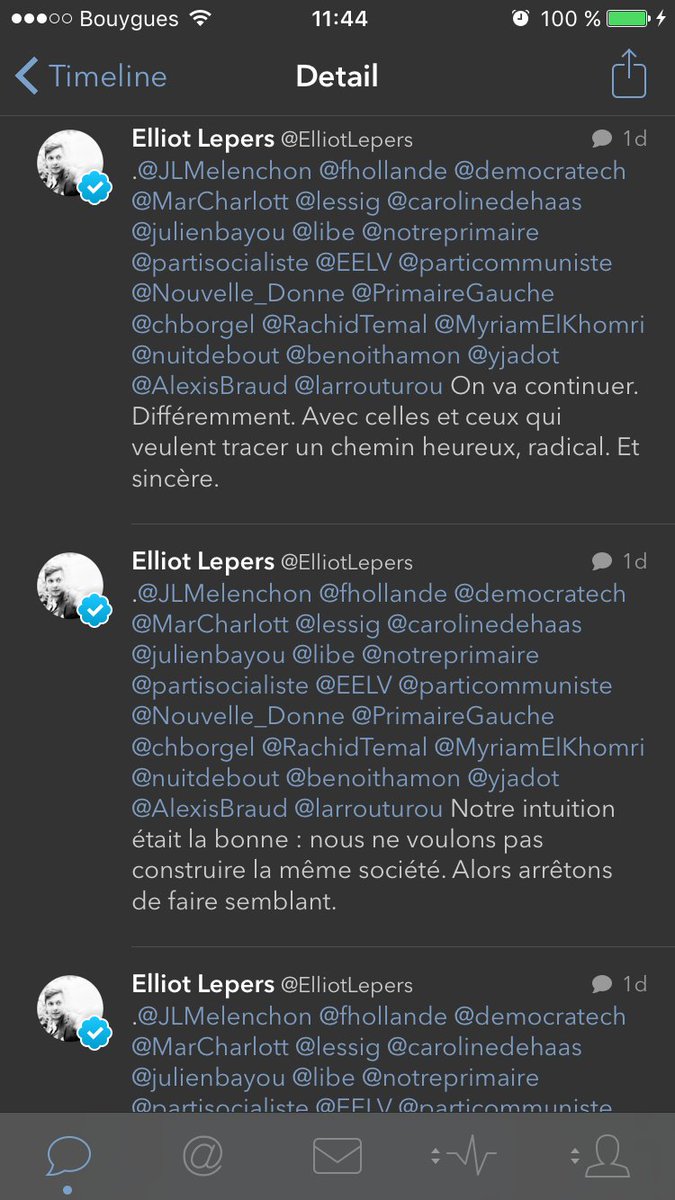 Bouygues 11:44 100 %
Timeline Detail
Elliot Lepers @ElliotLepers 1d
.@JLMelenchon @fhollande @democratech
@MarCharlott @lessig @carolinedehaas
@julienbayou @libe @notreprimaire
@partisocialiste @EELV @particommuniste
@Nouvelle_Donne @PrimaireGauche
@chborgel @RachidTemal @MyriamElKhomri
@nuitdebout @benoithamon @yjadot
@AlexisBraud @larrouturou On va continuer.
Différemment. Avec celles et ceux qui
veulent tracer un chemin heureux, radical. Et
sincère.
Elliot Lepers @ElliotLepers 1d
.@JLMelenchon @fhollande @democratech
@MarCharlott @lessig @carolinedehaas
@julienbayou @libe @notreprimaire
@partisocialiste @EELV @particommuniste
@Nouvelle_Donne @PrimaireGauche
@chborgel @RachidTemal @MyriamElKhomri
@nuitdebout @benoithamon @yjadot
@AlexisBraud @larrouturou Notre intuition
était la bonne : nous ne voulons pas
construire la même société. Alors arrêtons
de faire semblant.
Elliot Lepers @ElliotLepers 1d
.@JLMelenchon @fhollande @democratech
@MarCharlott @lessig @carolinedehaas
@julienbayou @libe @notreprimaire
@partisocialiste @EELV @particommuniste